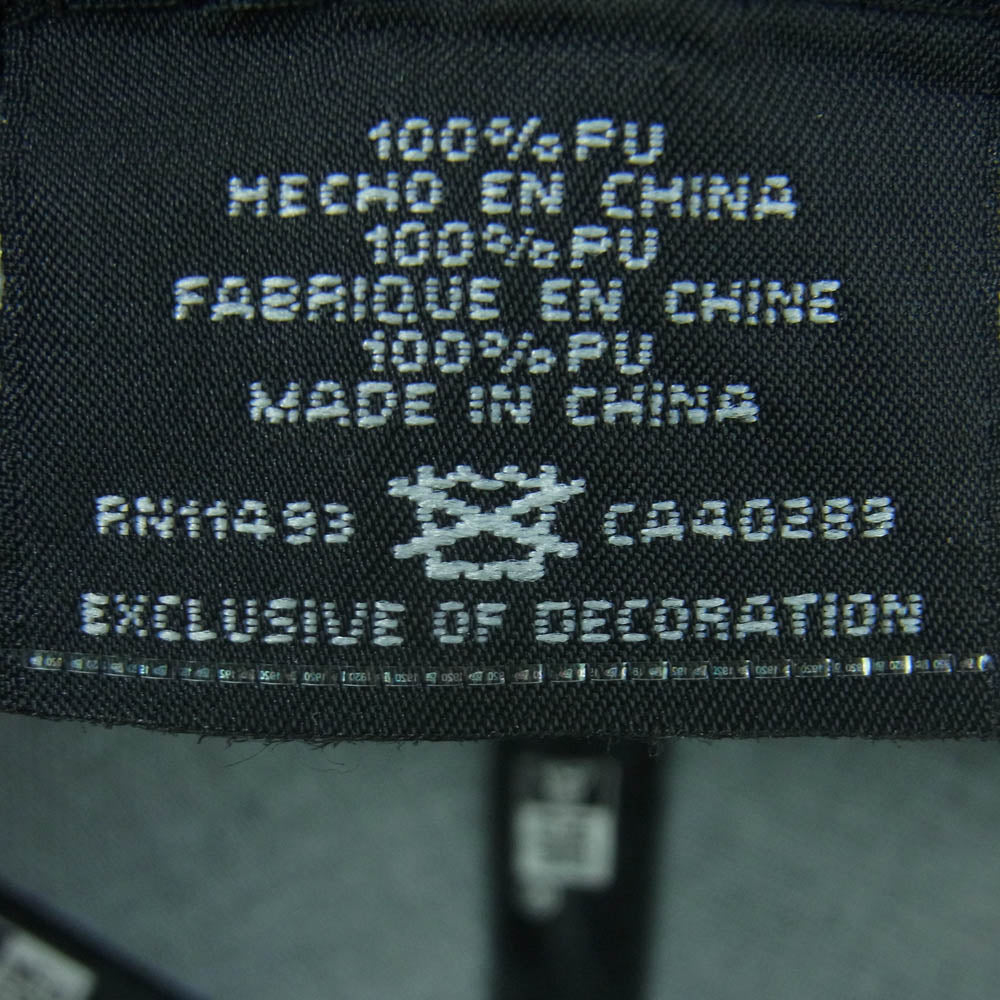 100%PU
HECHO EN CHINA
100%PU
FABRIQUE EN CHINE
100%PU
MADE IN CHINA
RN11493 CA40289
EXCLUSIVE OF DECORATION